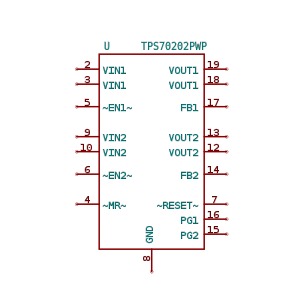 U TPS70202PWP
2 VIN1 VOUT1 19
3 VIN1 VOUT1 18
5 ~EN1~ FB1 17
9 VIN2 VOUT2 13
10 VIN2 VOUT2 12
6 ~EN2~ FB2 14
4 ~MR~ ~RESET~ 7
PG1 16
PG2 15
GND
8